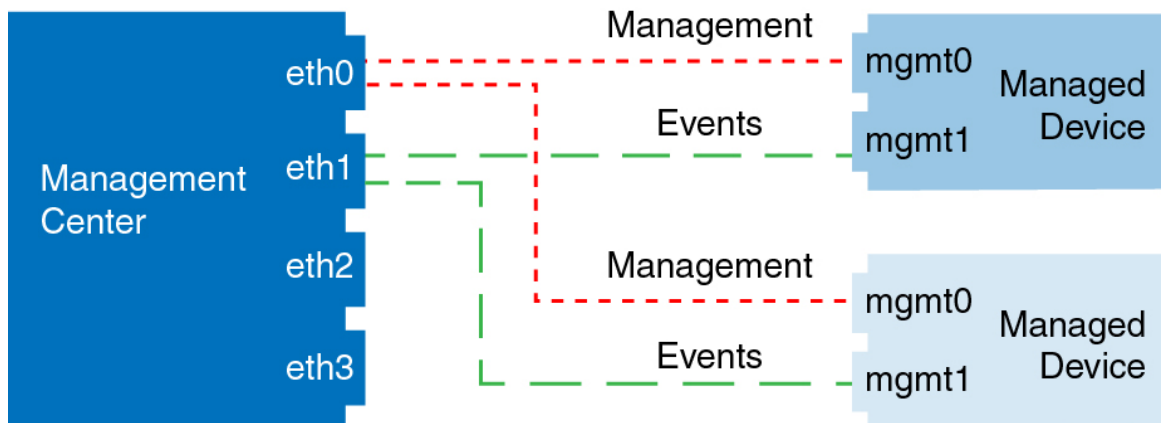 Management
Center
eth0
eth1
eth2
eth3
Management
Events
Management
Events
mgmt0
mgmt1
Managed
Device
mgmt0
mgmt1
Managed
Device